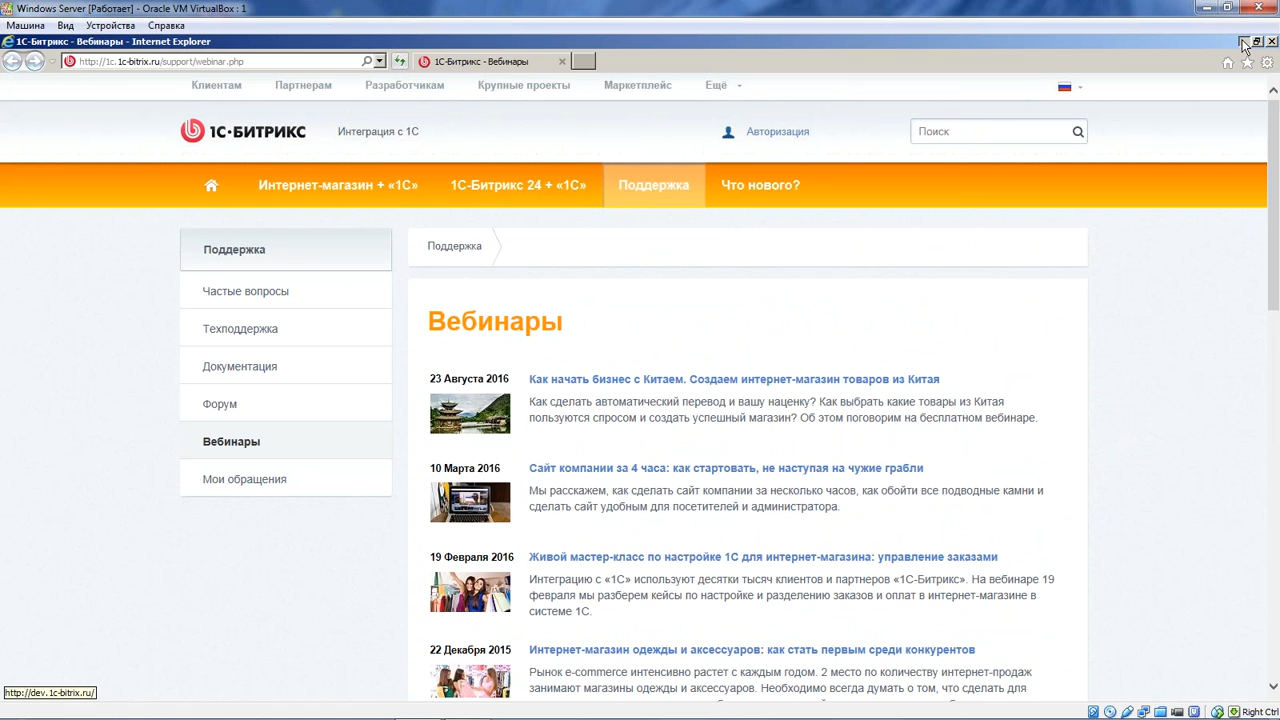 Windows Server [Работает] - Oracle VM VirtualBox : 1
Машина Вид Устройства Справка
1С-Битрикс - Вебинары - Internet Explorer
http://1c.1c-bitrix.ru/support/webinar.php 1С-Битрикс - Вебинары
Клиентам Партнерам Разработчикам Крупные проекты Маркетплейс Ещё
1С·БИТРИКС Интеграция с 1С Авторизация Поиск
Интернет-магазин + «1С» 1С-Битрикс 24 + «1С» Поддержка Что нового?
Поддержка
Частые вопросы
Техподдержка
Документация
Форум
Вебинары
Мои обращения
Поддержка
Вебинары
23 Августа 2016 Как начать бизнес с Китаем. Создаем интернет-магазин товаров из Китая
Как сделать автоматический перевод и вашу наценку? Как выбрать какие товары из Китая
пользуются спросом и создать успешный магазин? Об этом поговорим на бесплатном вебинаре.
10 Марта 2016 Сайт компании за 4 часа: как стартовать, не наступая на чужие грабли
Мы расскажем, как сделать сайт компании за несколько часов, как обойти все подводные камни и
сделать сайт удобным для посетителей и администратора.
19 Февраля 2016 Живой мастер-класс по настройке 1С для интернет-магазина: управление заказами
Интеграцию с «1С» используют десятки тысяч клиентов и партнеров «1С-Битрикс». На вебинаре 19
февраля мы разберем кейсы по настройке и разделению заказов и оплат в интернет-магазине в
системе 1С.
22 Декабря 2015 Интернет-магазин одежды и аксессуаров: как стать первым среди конкурентов
Рынок e-commerce интенсивно растет с каждым годом. 2 место по количеству интернет-продаж
занимают магазины одежды и аксессуаров. Необходимо всегда думать о том, что сделать для
http://dev.1c-bitrix.ru/
Right Ctrl